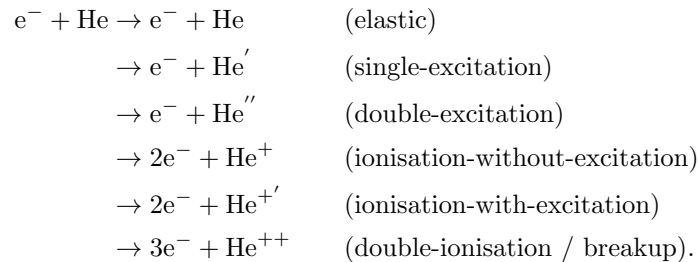 e⁻ + He → e⁻ + He (elastic)
→ e⁻ + He′ (single-excitation)
→ e⁻ + He′′ (double-excitation)
→ 2e⁻ + He⁺ (ionisation-without-excitation)
→ 2e⁻ + He⁺′ (ionisation-with-excitation)
→ 3e⁻ + He⁺⁺ (double-ionisation / breakup).